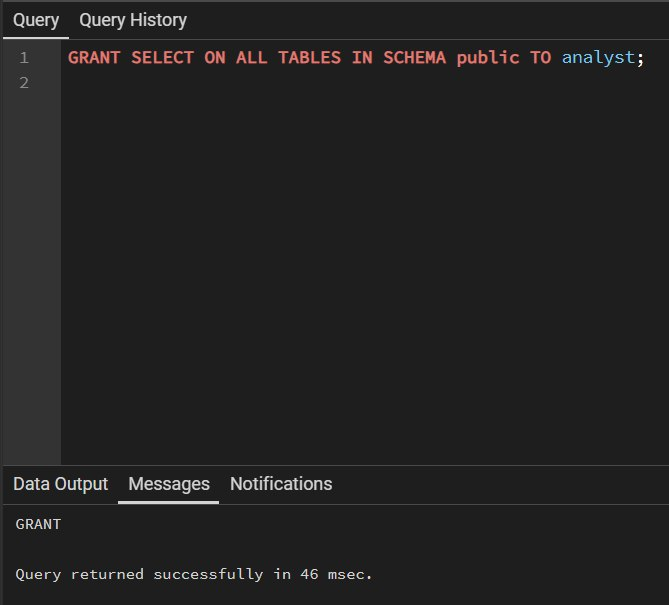 Query Query History
1 GRANT SELECT ON ALL TABLES IN SCHEMA public TO analyst;
2
Data Output Messages Notifications
GRANT
Query returned successfully in 46 msec.